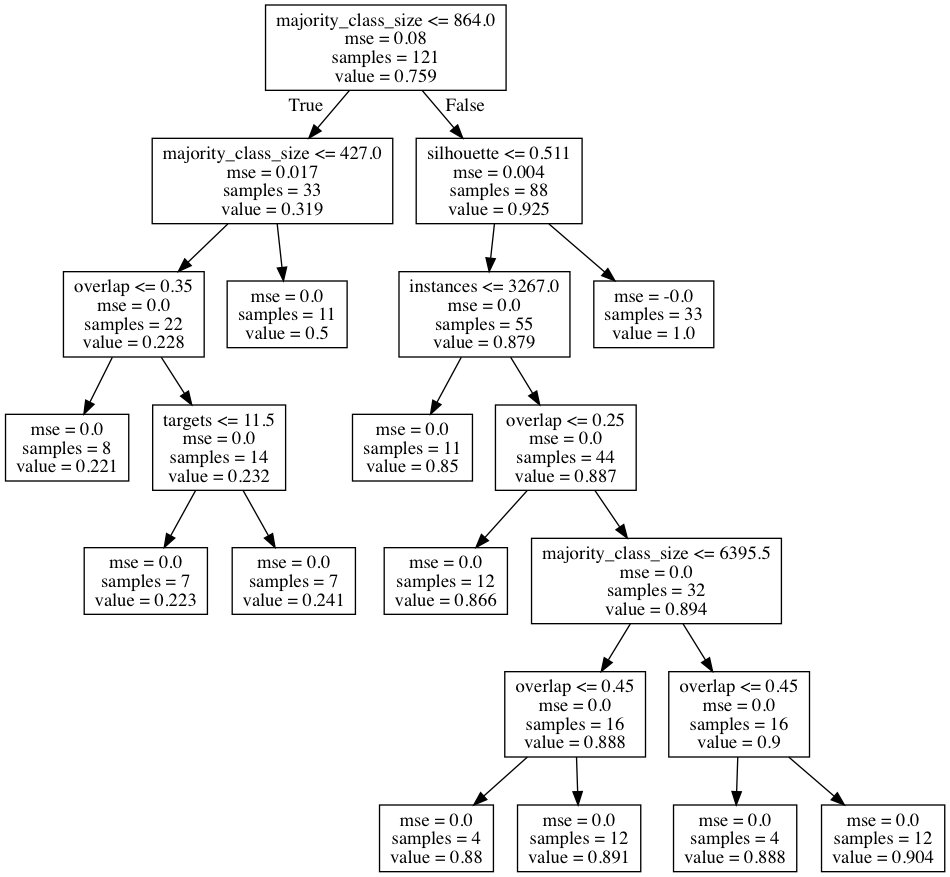 majority_class_size <= 864.0
mse = 0.08
samples = 121
value = 0.759
True
False
majority_class_size <= 427.0
mse = 0.017
samples = 33
value = 0.319
silhouette <= 0.511
mse = 0.004
samples = 88
value = 0.925
overlap <= 0.35
mse = 0.0
samples = 22
value = 0.228
mse = 0.0
samples = 11
value = 0.5
instances <= 3267.0
mse = 0.0
samples = 55
value = 0.879
mse = -0.0
samples = 33
value = 1.0
mse = 0.0
samples = 8
value = 0.221
targets <= 11.5
mse = 0.0
samples = 14
value = 0.232
mse = 0.0
samples = 11
value = 0.85
overlap <= 0.25
mse = 0.0
samples = 44
value = 0.887
mse = 0.0
samples = 7
value = 0.223
mse = 0.0
samples = 7
value = 0.241
mse = 0.0
samples = 12
value = 0.866
majority_class_size <= 6395.5
mse = 0.0
samples = 32
value = 0.894
overlap <= 0.45
mse = 0.0
samples = 16
value = 0.888
overlap <= 0.45
mse = 0.0
samples = 16
value = 0.9
mse = 0.0
samples = 4
value = 0.88
mse = 0.0
samples = 12
value = 0.891
mse = 0.0
samples = 4
value = 0.888
mse = 0.0
samples = 12
value = 0.904